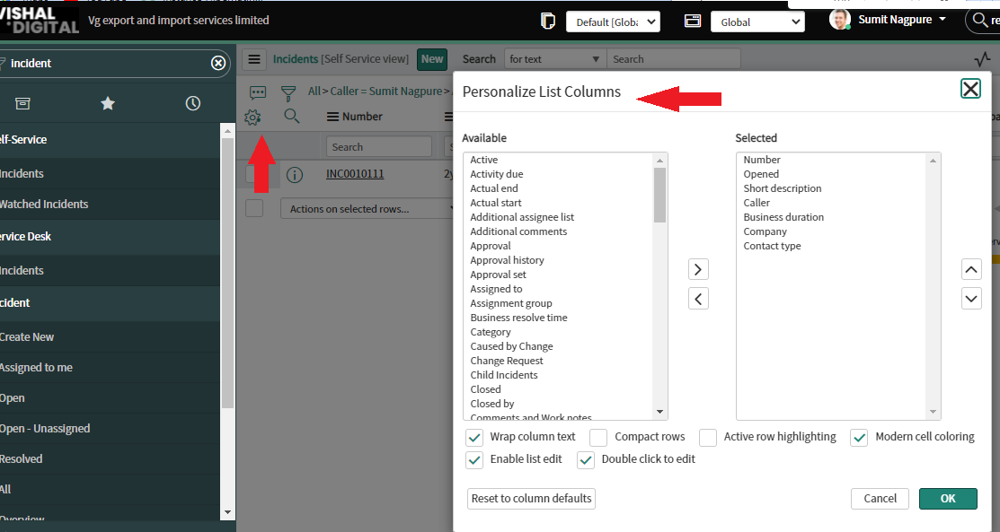 VISHAL
DIGITAL
Vg export and import services limited
Default [Globa
Global
Sumit Nagpure
re
incident
Incidents [Self Service view]
New
Search
for text
Search
All > Caller = Sumit Nagpure >
Number
Search
INC0010111
2y
Actions on selected rows...
elf-Service
Incidents
Watched Incidents
ervice Desk
Incidents
cident
Create New
Assigned to me
Open
Open - Unassigned
Resolved
All
Overview
Personalize List Columns
Available
Active
Activity due
Actual end
Actual start
Additional assignee list
Additional comments
Approval
Approval history
Approval set
Assigned to
Assignment group
Business resolve time
Category
Caused by Change
Change Request
Child Incidents
Closed
Closed by
Comments and Work notes
Selected
Number
Opened
Short description
Caller
Business duration
Company
Contact type
Wrap column text
Compact rows
Active row highlighting
Modern cell coloring
Enable list edit
Double click to edit
Reset to column defaults
Cancel
OK